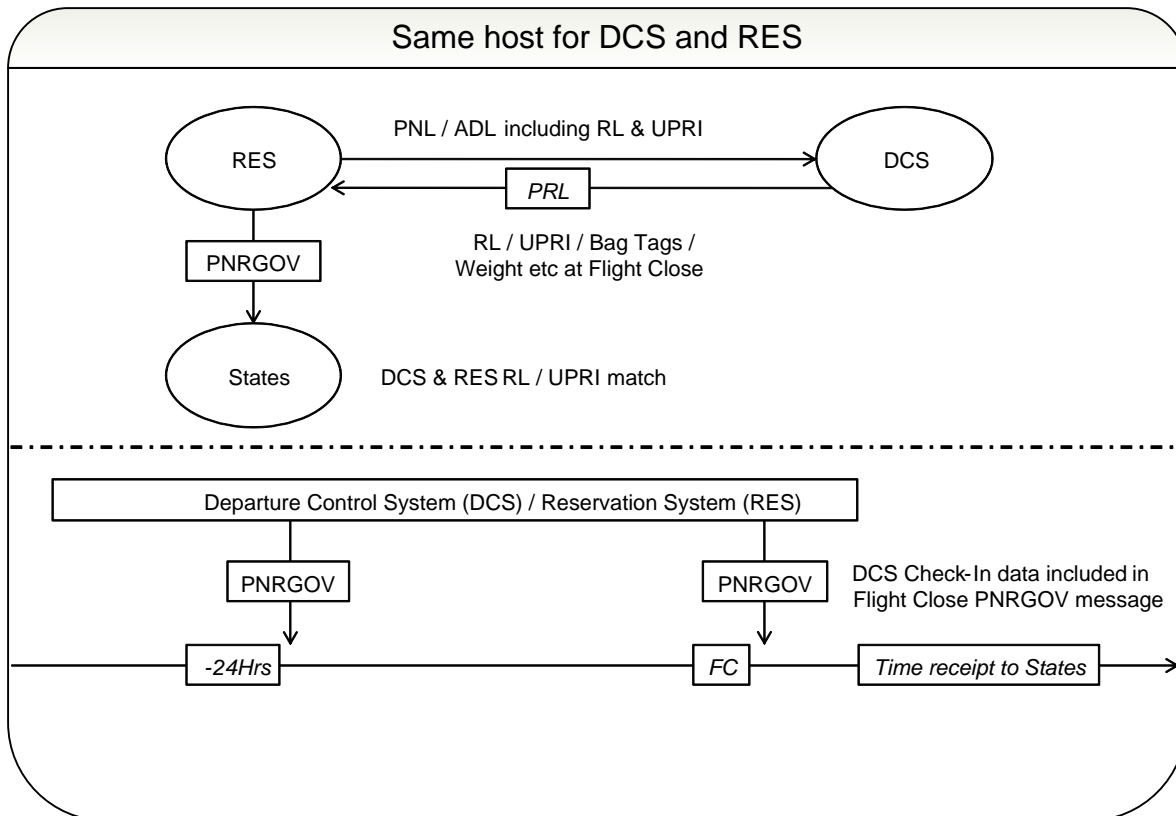 Same host for DCS and RES
PNL / ADL including RL & UPRI
RES
DCS
PRL
RL / UPRI / Bag Tags /
Weight etc at Flight Close
PNRGOV
States
DCS & RES RL / UPRI match
Departure Control System (DCS) / Reservation System (RES)
PNRGOV
PNRGOV
DCS Check-In data included in
Flight Close PNRGOV message
-24Hrs
FC
Time receipt to States